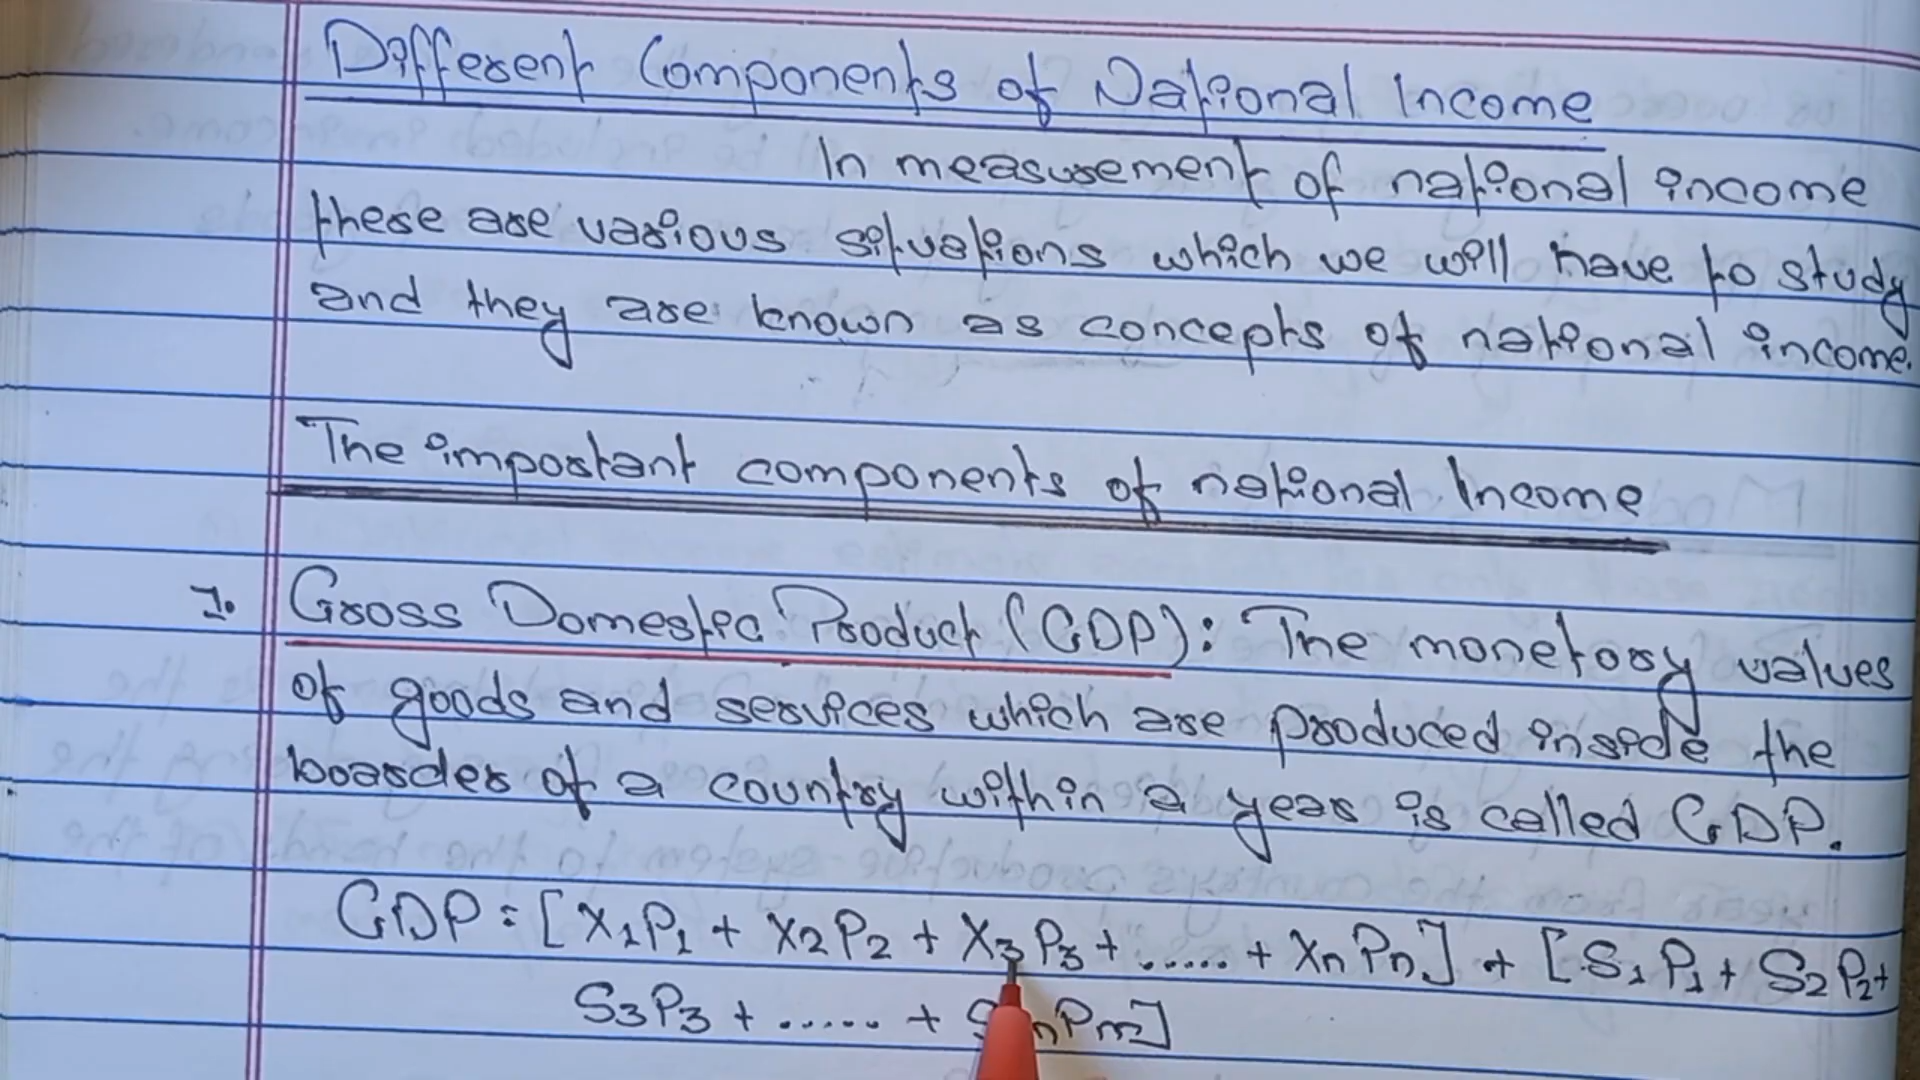 Different Components of National Income
In measurement of national income
these are various situations which we will have to study
and they are known as concepts of national income.
The important components of national Income
1. Gross Domestic Product (GDP): The monetory values
of goods and services which are produced inside the
boarder of a country within a year is called GDP.
GDP = [X1P1 + X2P2 + X3P3 + ...... + XnPn] + [S1P1 + S2P2+
S3P3 + ..... + SnPn]